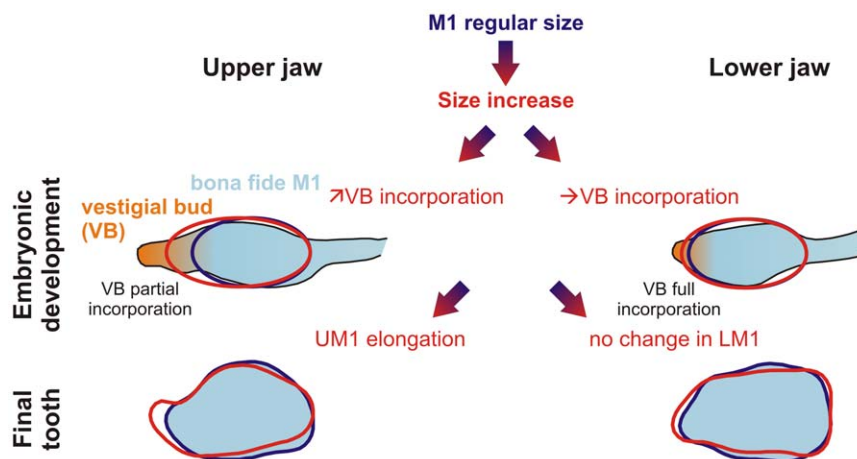 M1 regular size
Upper jaw
Lower jaw
Size increase
Embryonic
development
bona fide M1
vestigial bud
(VB)
↗VB incorporation
→VB incorporation
VB partial
incorporation
VB full
incorporation
UM1 elongation
no change in LM1
Final
tooth